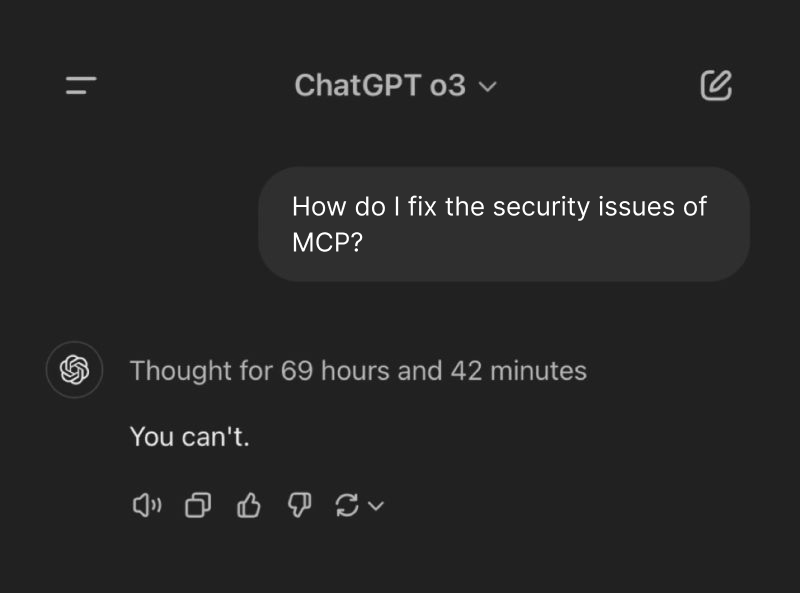 ChatGPT o3
How do I fix the security issues of
MCP?
Thought for 69 hours and 42 minutes
You can't.